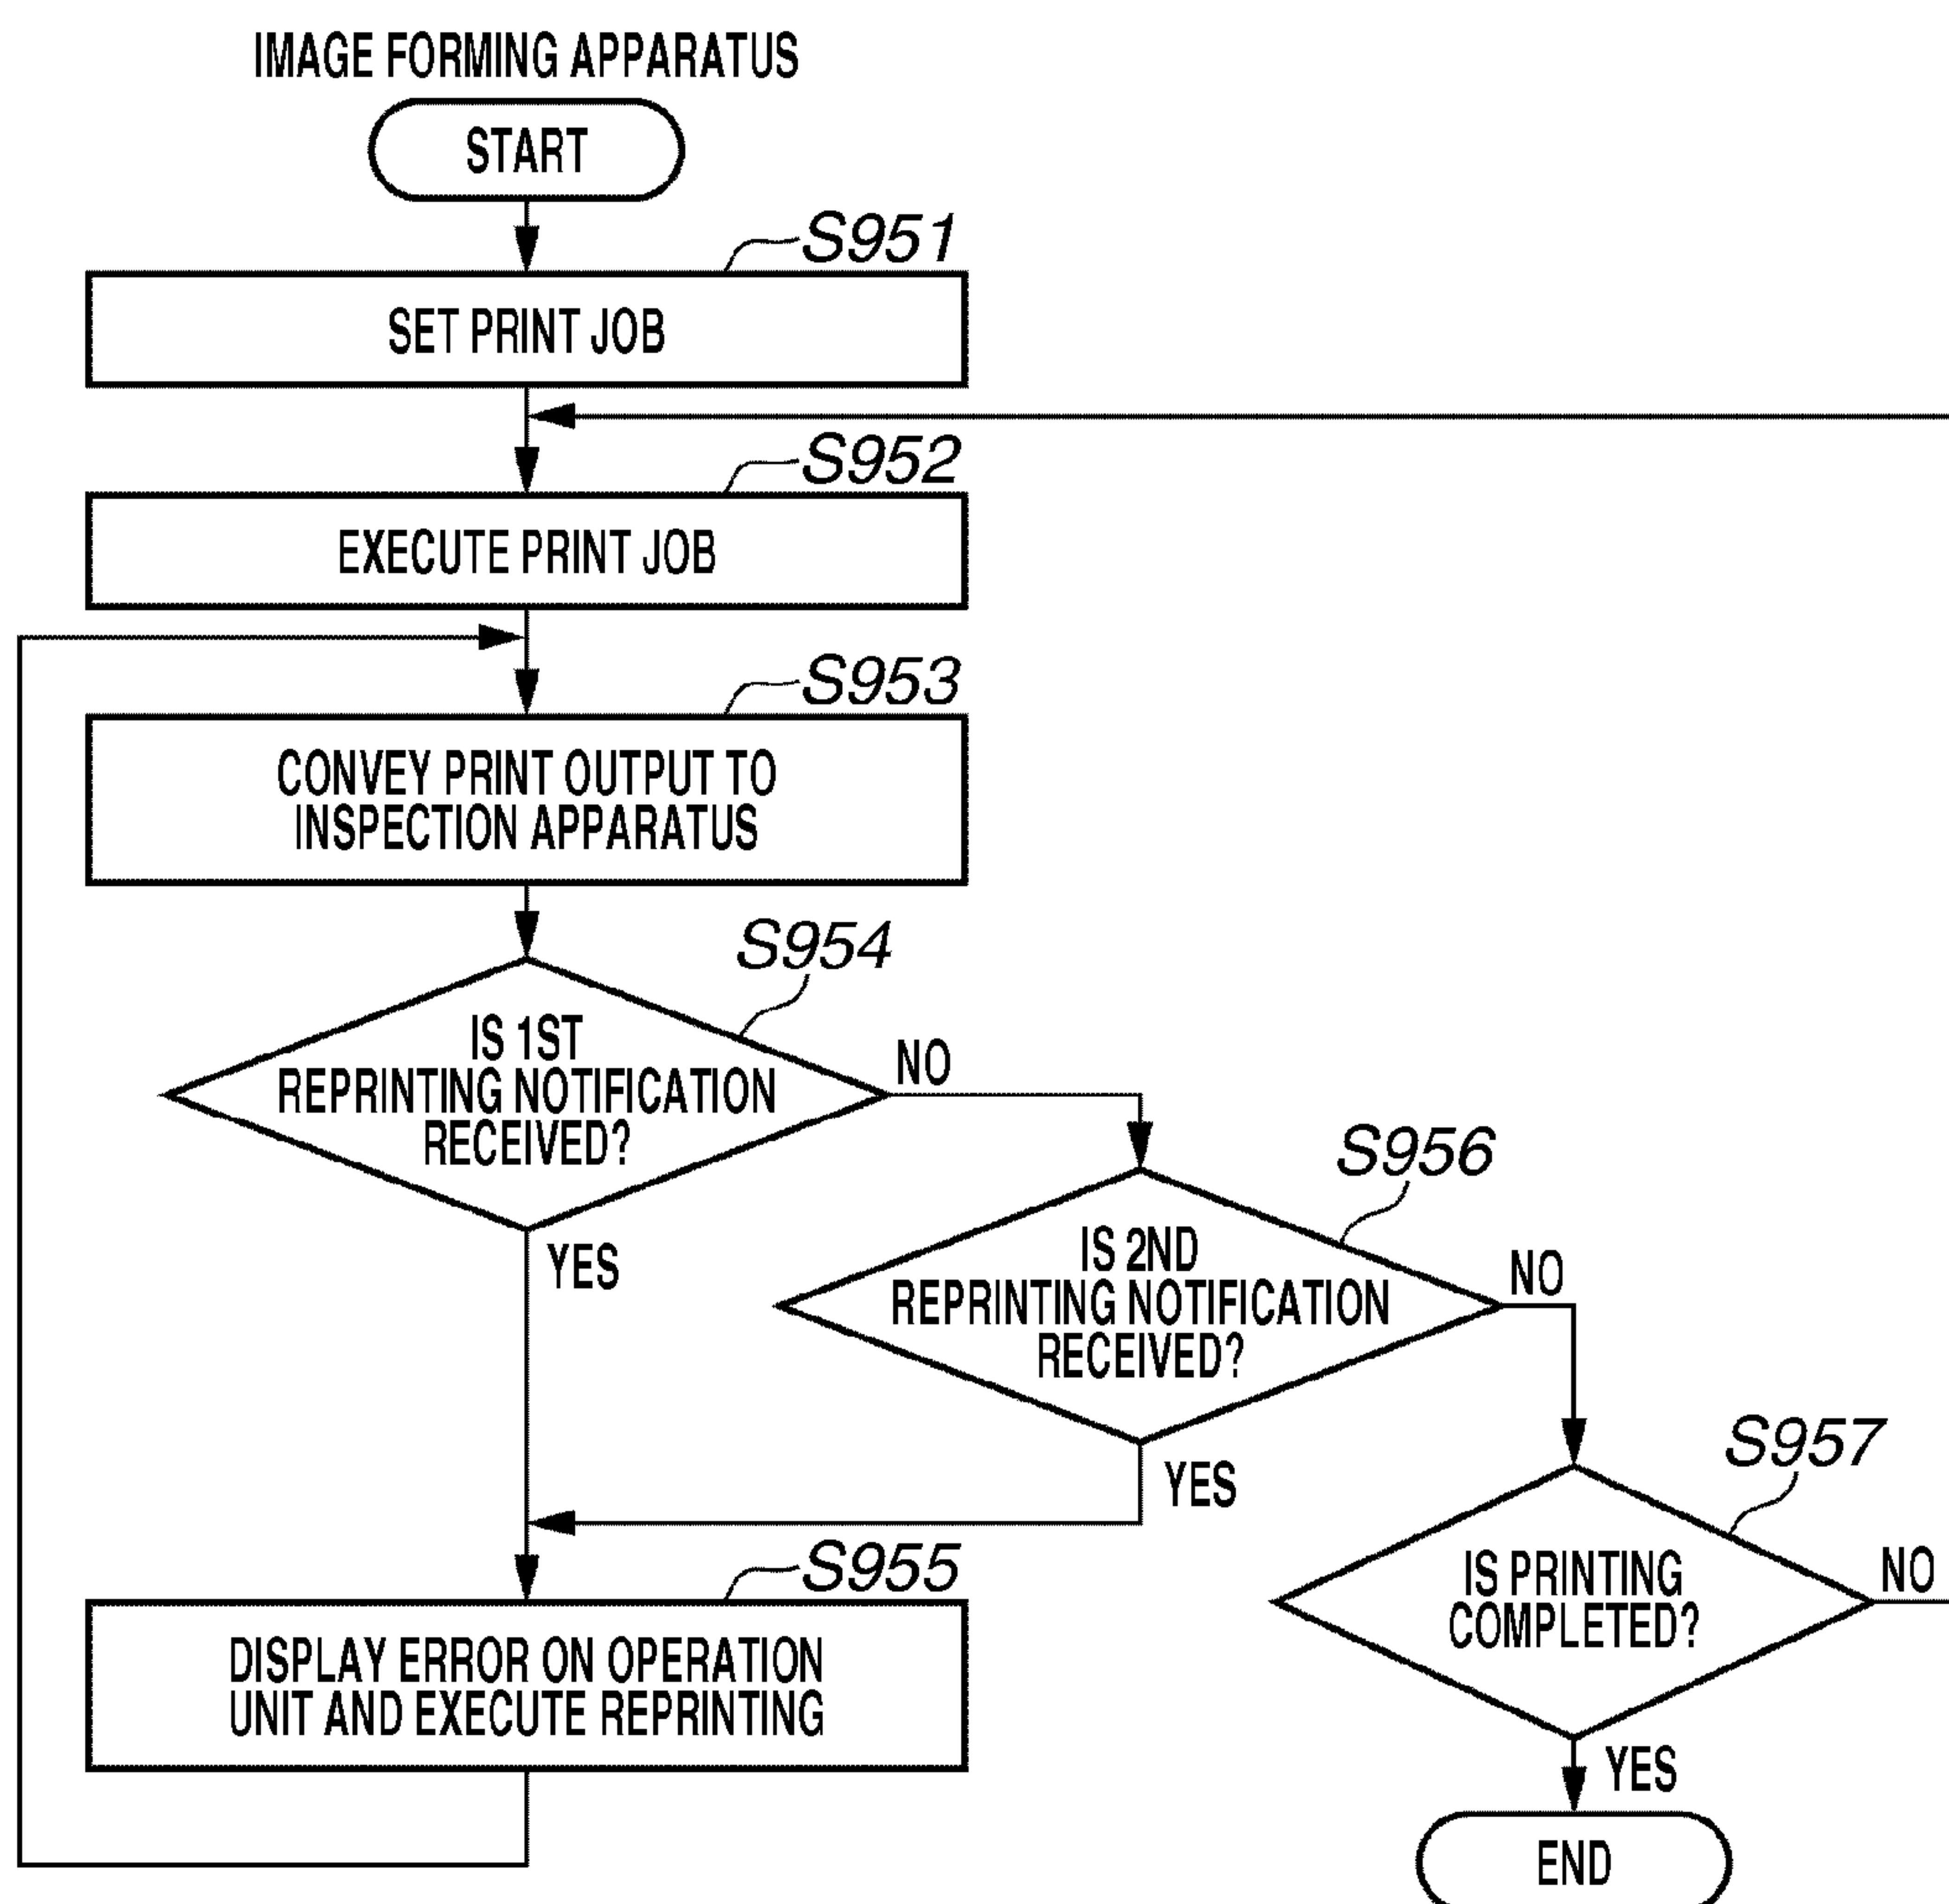 IMAGE FORMING APPARATUS
START
S951
SET PRINT JOB
S952
EXECUTE PRINT JOB
S953
CONVEY PRINT OUTPUT TO
INSPECTION APPARATUS
S954
IS 1ST
REPRINTING NOTIFICATION
RECEIVED?
NO
YES
S956
IS 2ND
REPRINTING NOTIFICATION
RECEIVED?
NO
YES
S955
DISPLAY ERROR ON OPERATION
UNIT AND EXECUTE REPRINTING
S957
IS PRINTING
COMPLETED?
NO
YES
END